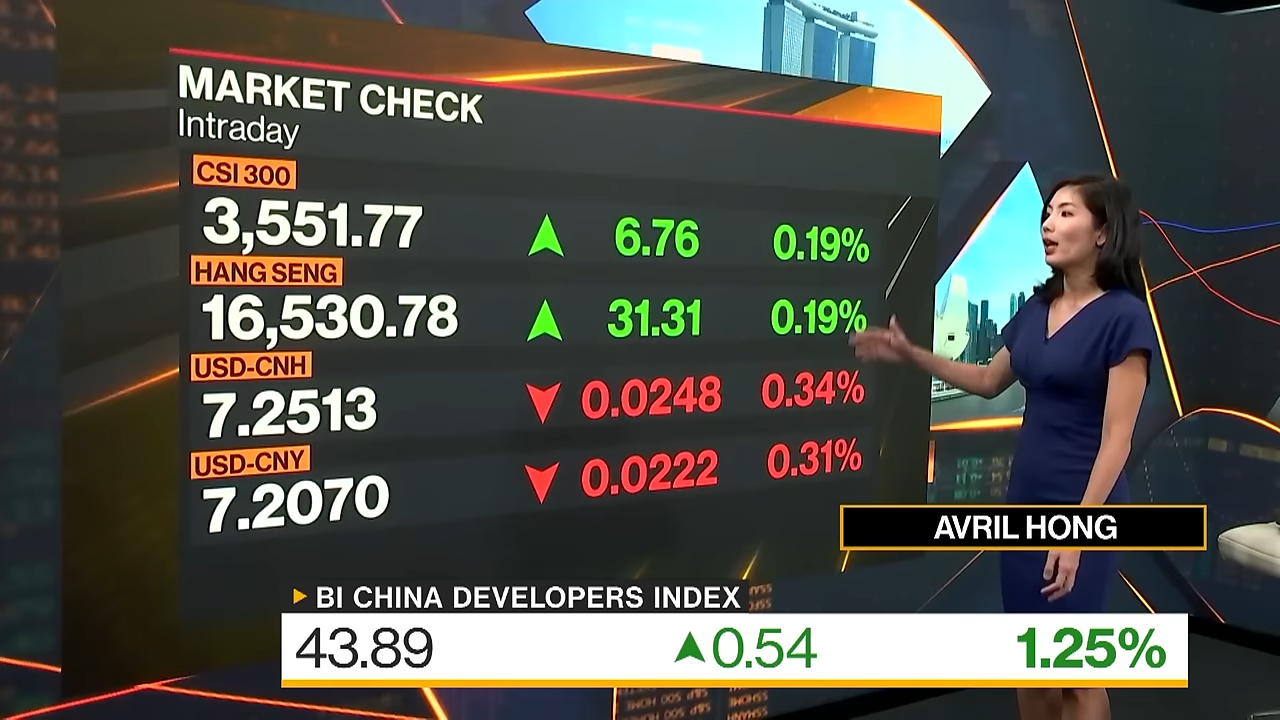 MARKET CHECK
Intraday
CSI 300
3,551.77 ▲ 6.76 0.19%
HANG SENG
16,530.78 ▲ 31.31 0.19%
USD-CNH
7.2513 ▼ 0.0248 0.34%
USD-CNY
7.2070 ▼ 0.0222 0.31%
AVRIL HONG
BI CHINA DEVELOPERS INDEX
43.89 ▲ 0.54 1.25%